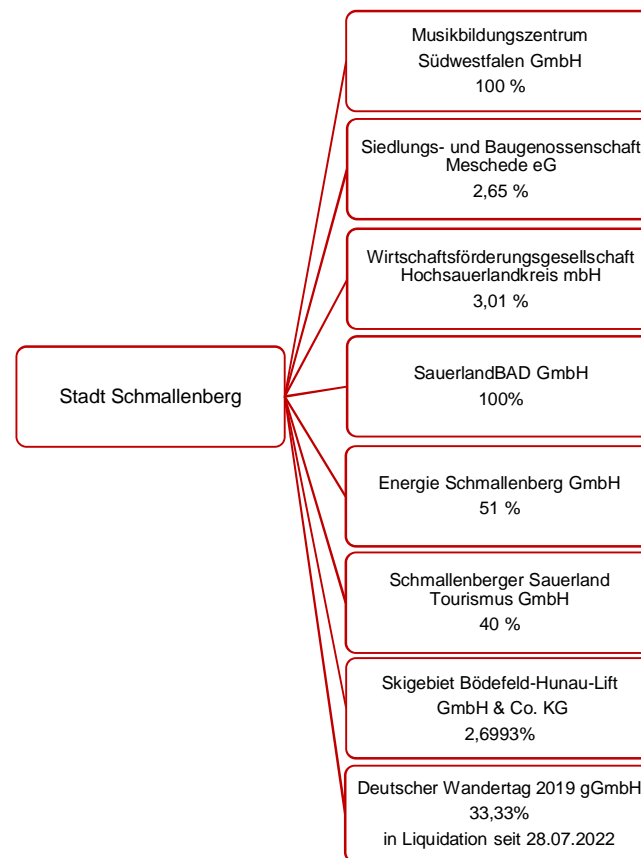 Musikbildungszentrum
Südwestfalen GmbH
100 %
Siedlungs- und Baugenossenschaft
Meschede eG
2,65 %
Wirtschaftsförderungsgesellschaft
Hochsauerlandkreis mbH
3,01 %
Stadt Schmallenberg
SauerlandBAD GmbH
100%
Energie Schmallenberg GmbH
51 %
Schmallenberger Sauerland
Tourismus GmbH
40 %
Skigebiet Bödefeld-Hunau-Lift
GmbH & Co. KG
2,6993%
Deutscher Wandertag 2019 gGmbH
33,33%
in Liquidation seit 28.07.2022